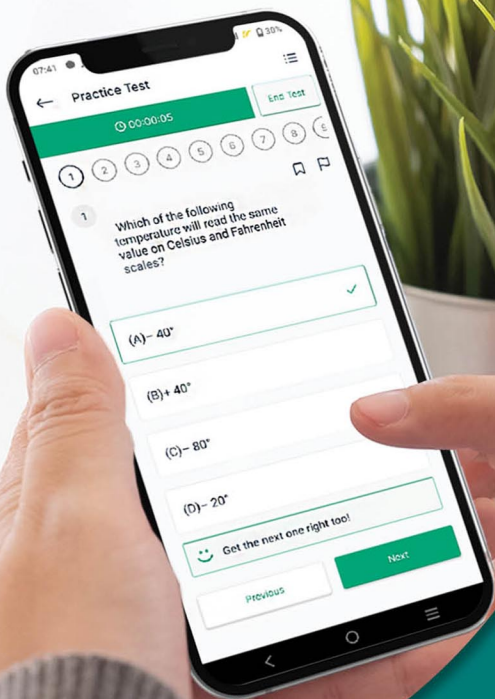 07:41
30%
← Practice Test
00:00:05
End Test
1 2 3 4 5 6 7 8
1
Which of the following
temperature will read the same
value on Celsius and Fahrenheit
scales?
(A)– 40°
(B)+ 40°
(C)– 80°
(D)– 20°
Get the next one right too!
Previous
Next